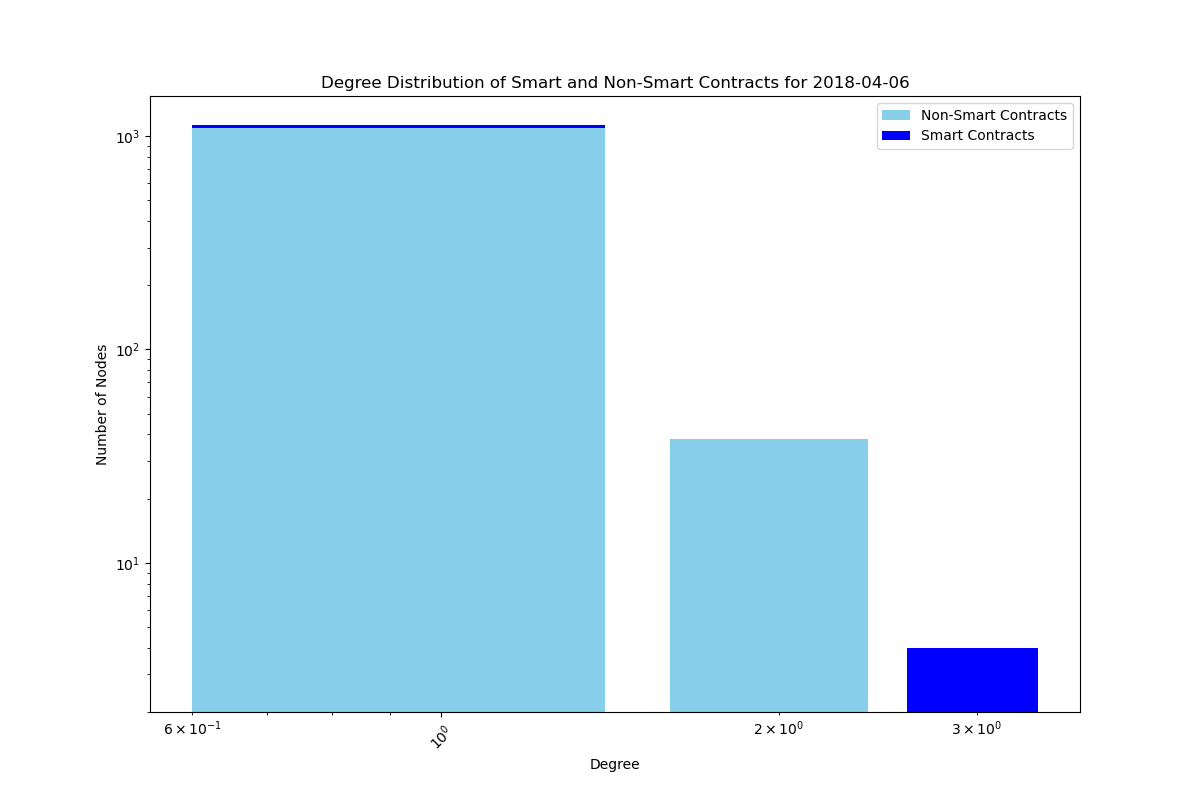 Degree Distribution of Smart and Non-Smart Contracts for 2018-04-06
Non-Smart Contracts
Smart Contracts
Number of Nodes
10³
10²
10¹
6 × 10⁻¹
10⁰
2 × 10⁰
3 × 10⁰
Degree